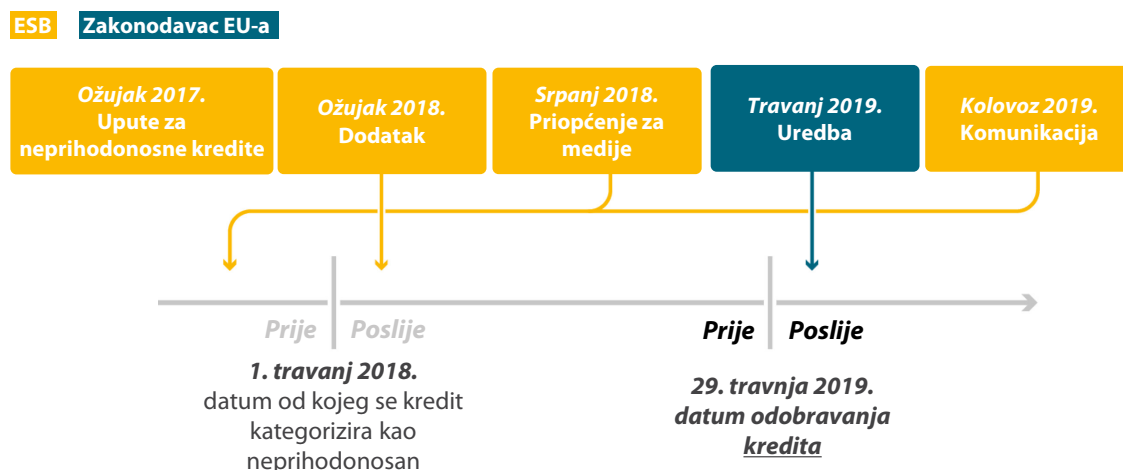 ESB Zakonodavac EU-a
Ožujak 2017.
Upute za
neprihodonosne kredite
Ožujak 2018.
Dodatak
Srpanj 2018.
Priopćenje za
medije
Travanj 2019.
Uredba
Kolovoz 2019.
Komunikacija
Prije Poslije
Prije Poslije
1. travanj 2018.
datum od kojeg se kredit
kategorizira kao
neprihodonosan
29. travnja 2019.
datum odobravanja
kredita